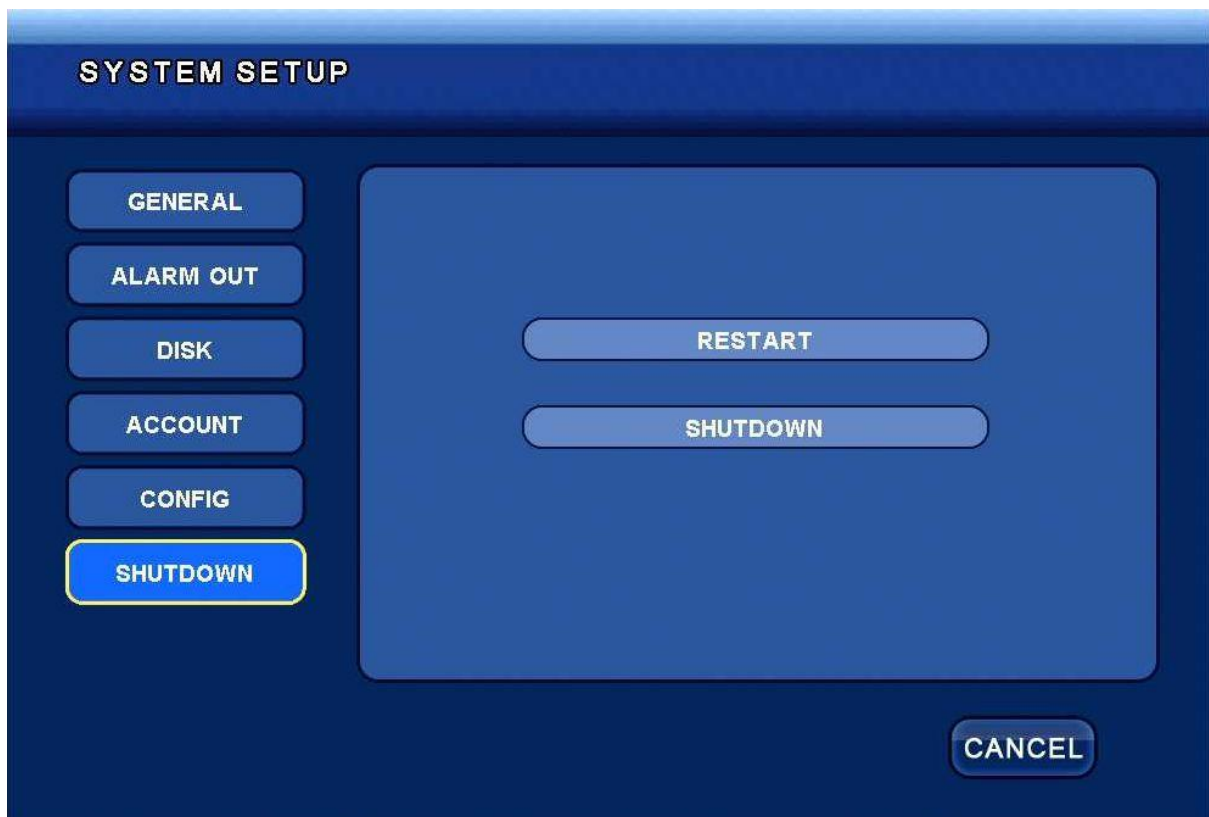 SYSTEM SETUP
GENERAL
ALARM OUT
DISK
ACCOUNT
CONFIG
SHUTDOWN
RESTART
SHUTDOWN
CANCEL